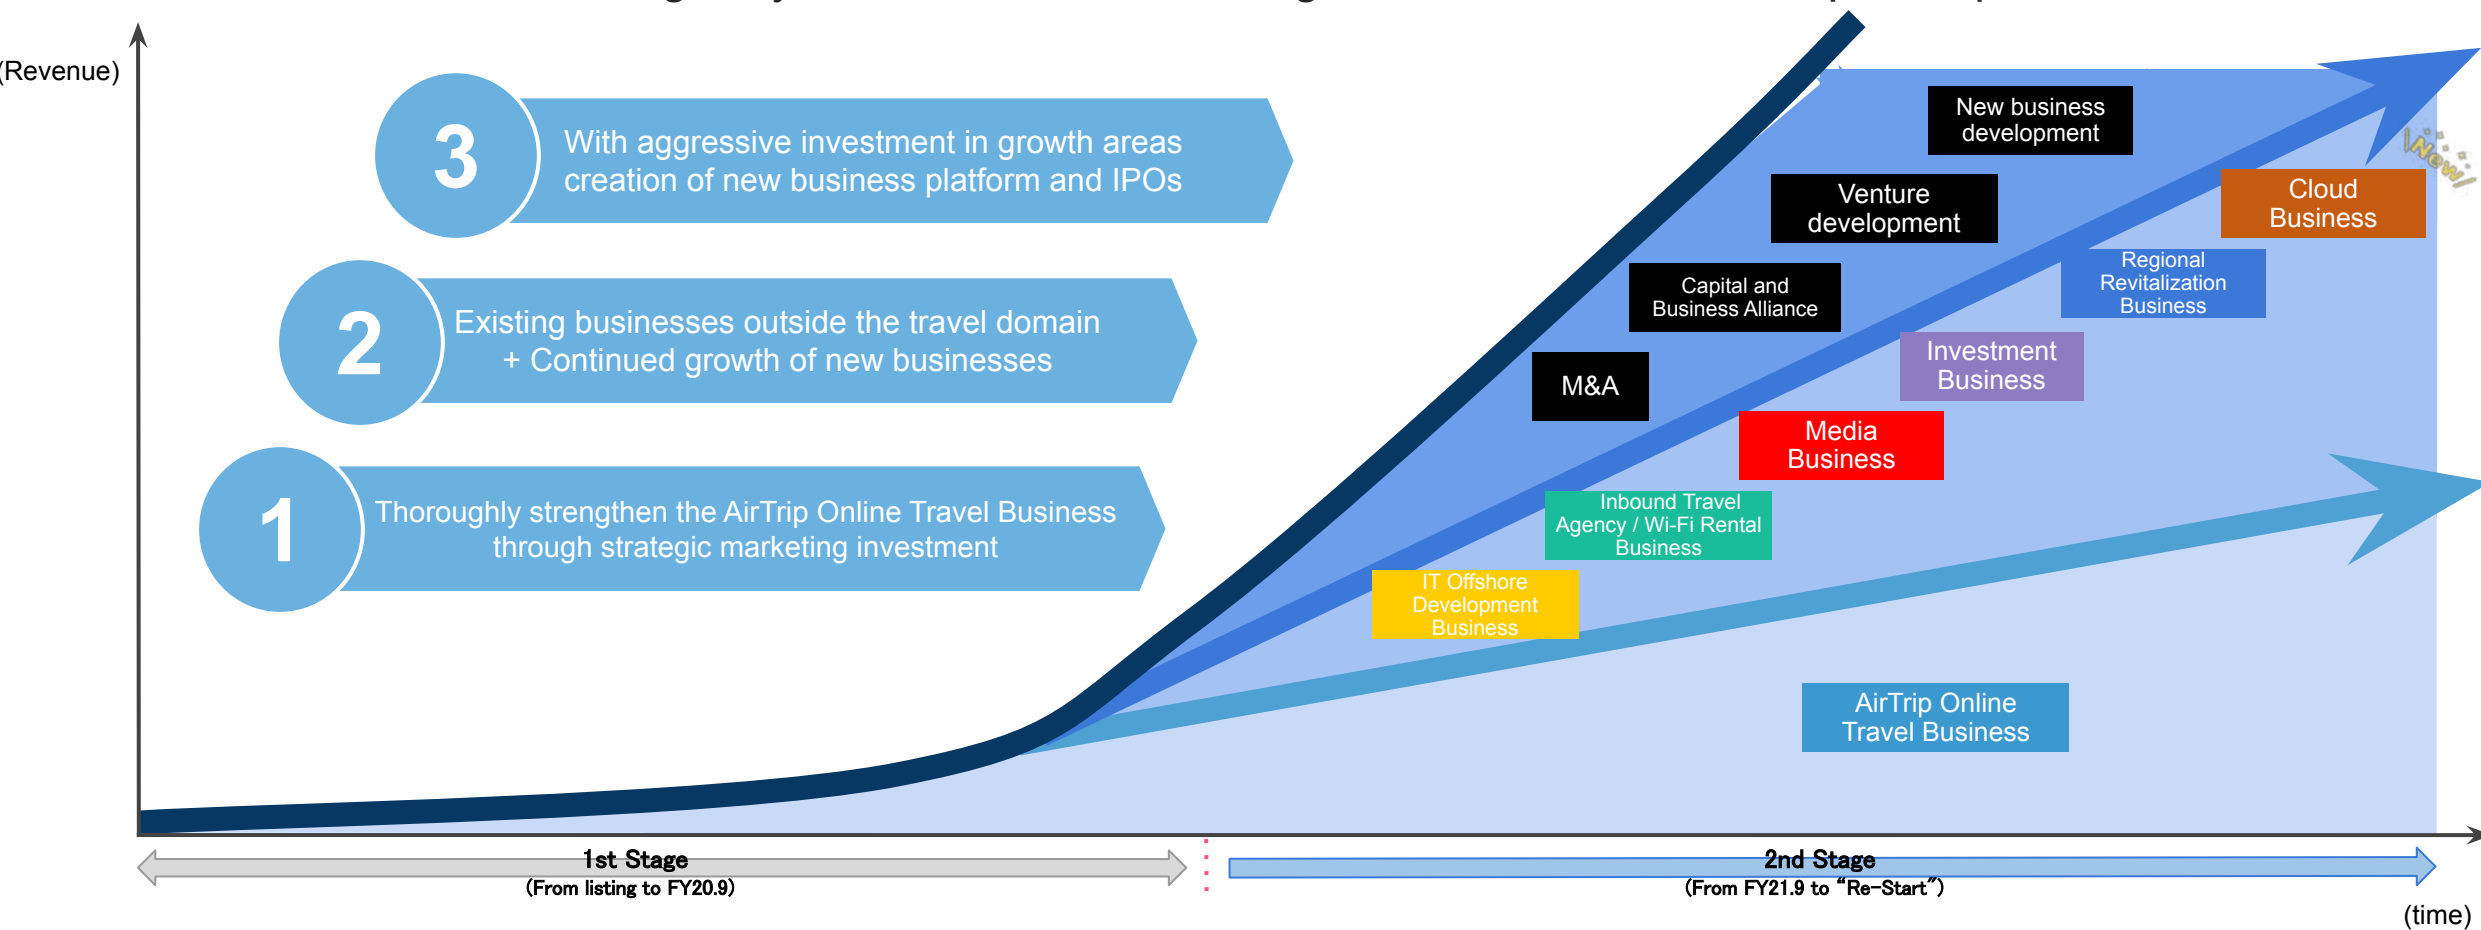 (Revenue)
3
With aggressive investment in growth areas
creation of new business platform and IPOs
2
Existing businesses outside the travel domain
+ Continued growth of new businesses
1
Thoroughly strengthen the AirTrip Online Travel Business
through strategic marketing investment
New business
development
Venture
development
Capital and
Business Alliance
M&A
New!
Cloud
Business
Regional
Revitalization
Business
Investment
Business
Media
Business
Inbound Travel
Agency / Wi-Fi Rental
Business
IT Offshore
Development
Business
AirTrip Online
Travel Business
1st Stage
(From listing to FY20.9)
2nd Stage
(From FY21.9 to “Re-Start”)
(time)